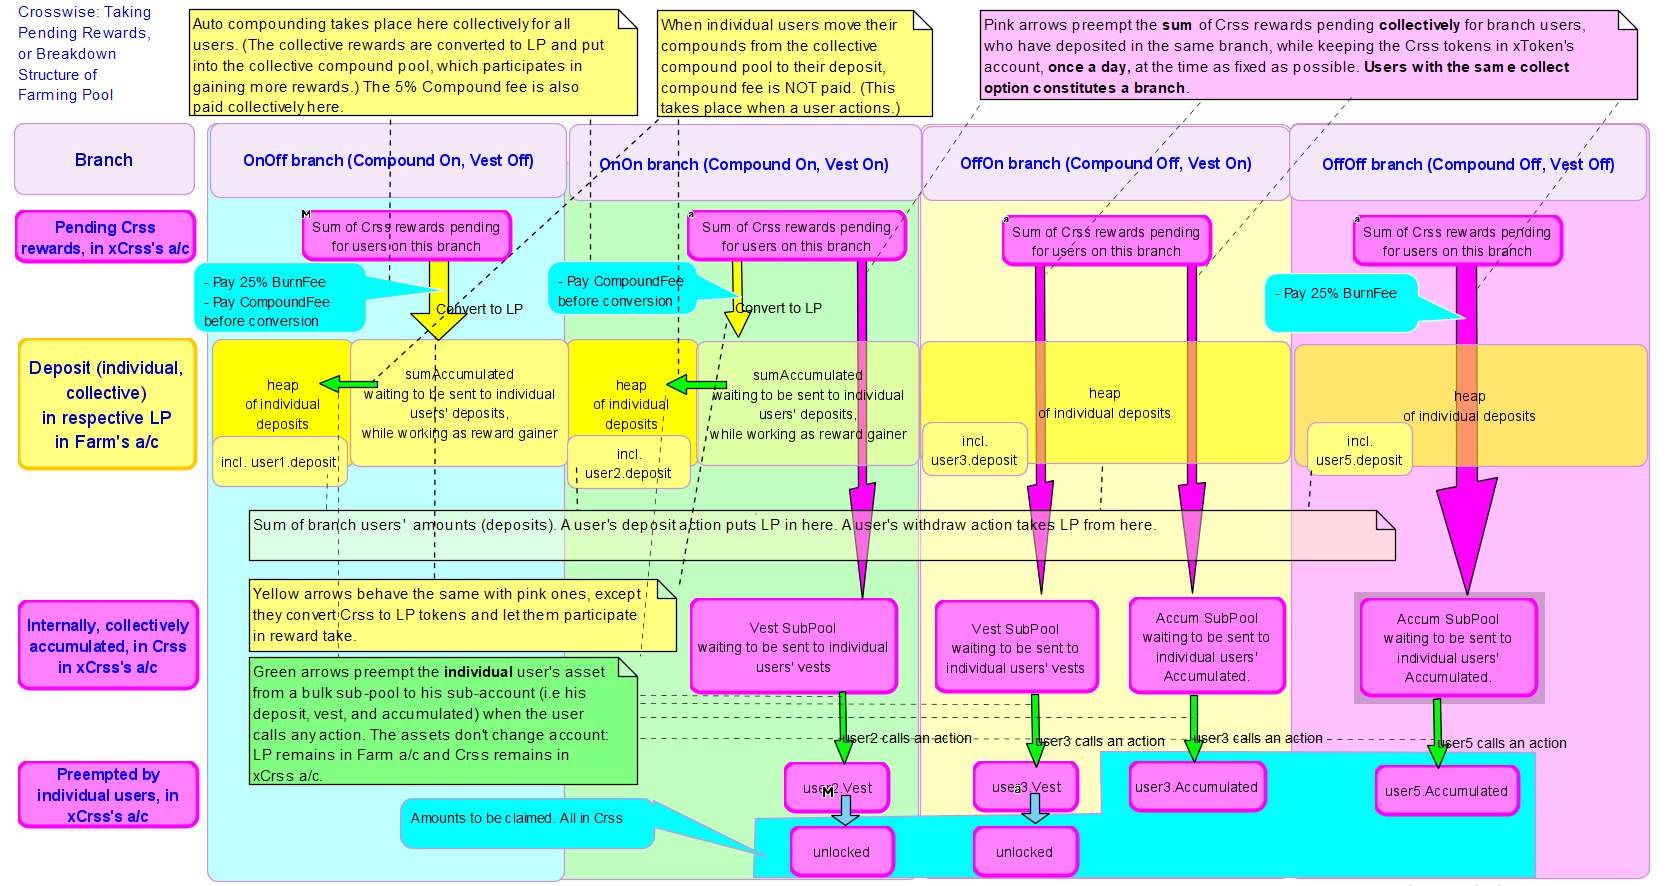 Crosswise: Taking
Pending Rewards,
or Breakdown
Structure of
Farming Pool
Auto compounding takes place here collectively for all
users. (The collective rewards are converted to LP and put
into the collective compound pool, which participates in
gaining more rewards.) The 5% Compound fee is also
paid collectively here.
When individual users move their
compounds from the collective
compound pool to their deposit,
compound fee is NOT paid. (This
takes place when a user actions.)
Pink arrows preempt the sum of Crss rewards pending collectively for branch users,
who have deposited in the same branch, while keeping the Crss tokens in xToken's
account, once a day, at the time as fixed as possible. Users with the same collect
option constitutes a branch.
Branch
OnOff branch (Compound On, Vest Off)
OnOn branch (Compound On, Vest On)
OffOn branch (Compound Off, Vest On)
OffOff branch (Compound Off, Vest Off)
Pending Crss
rewards, in xCrss's a/c
M
Sum of Crss rewards pending
for users on this branch
a
Sum of Crss rewards pending
for users on this branch
a
Sum of Crss rewards pending
for users on this branch
a
Sum of Crss rewards pending
for users on this branch
- Pay 25% BurnFee
- Pay CompoundFee
before conversion
Convert to LP
- Pay CompoundFee
before conversion
Convert to LP
- Pay 25% BurnFee
Deposit (individual,
collective)
in respective LP
in Farm's a/c
heap
of individual
deposits
incl. user1.deposit
sumAccumulated
waiting to be sent to individual
users' deposits,
while working as reward gainer
heap
of individual
deposits
incl.
user2.deposit
sumAccumulated
waiting to be sent to individual
users' deposits,
while working as reward gainer
heap
of individual deposits
incl.
user3.deposit
heap
of individual deposits
incl.
user5.deposit
Sum of branch users' amounts (deposits). A user's deposit action puts LP in here. A user's withdraw action takes LP from here.
Yellow arrows behave the same with pink ones, except
they convert Crss to LP tokens and let them participate
in reward take.
Internally, collectively
accumulated, in Crss
in xCrss's a/c
Vest SubPool
waiting to be sent to individual
users' vests
Vest SubPool
waiting to be sent to
individual users' vests
Accum SubPool
waiting to be sent to
individual users'
Accumulated.
Accum SubPool
waiting to be sent to
individual users'
Accumulated.
Green arrows preempt the individual user's asset
from a bulk sub-pool to his sub-account (i.e his
deposit, vest, and accumulated) when the user
calls any action. The assets don't change account:
LP remains in Farm a/c and Crss remains in
xCrss a/c.
user2 calls an action
user3 calls an action
user3 calls an action
user5 calls an action
Preempted by
individual users, in
xCrss's a/c
user2.Vest
M
user3.Vest
a
user3.Accumulated
user5.Accumulated
Amounts to be claimed. All in Crss
unlocked
unlocked